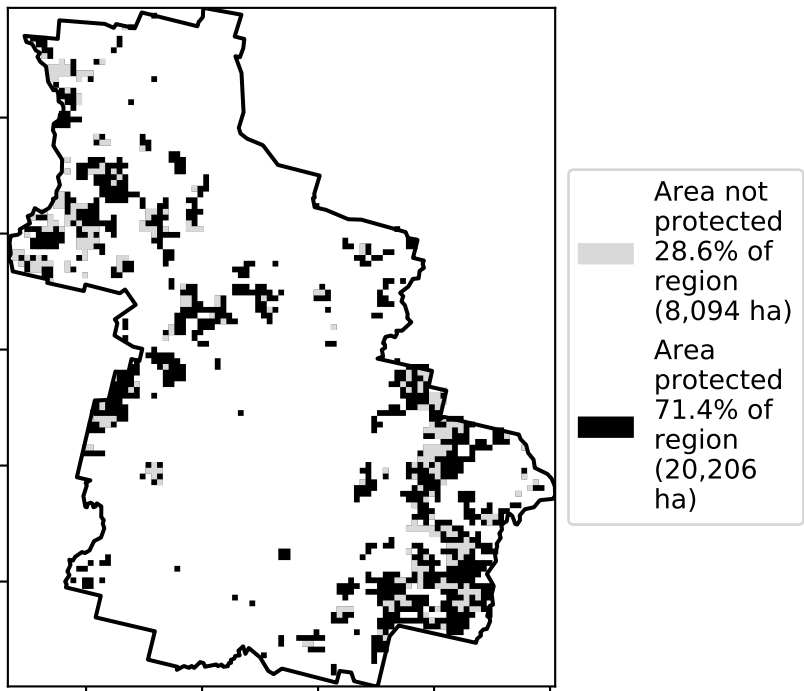 Area not
protected
28.6% of
region
(8,094 ha)
Area
protected
71.4% of
region
(20,206
ha)